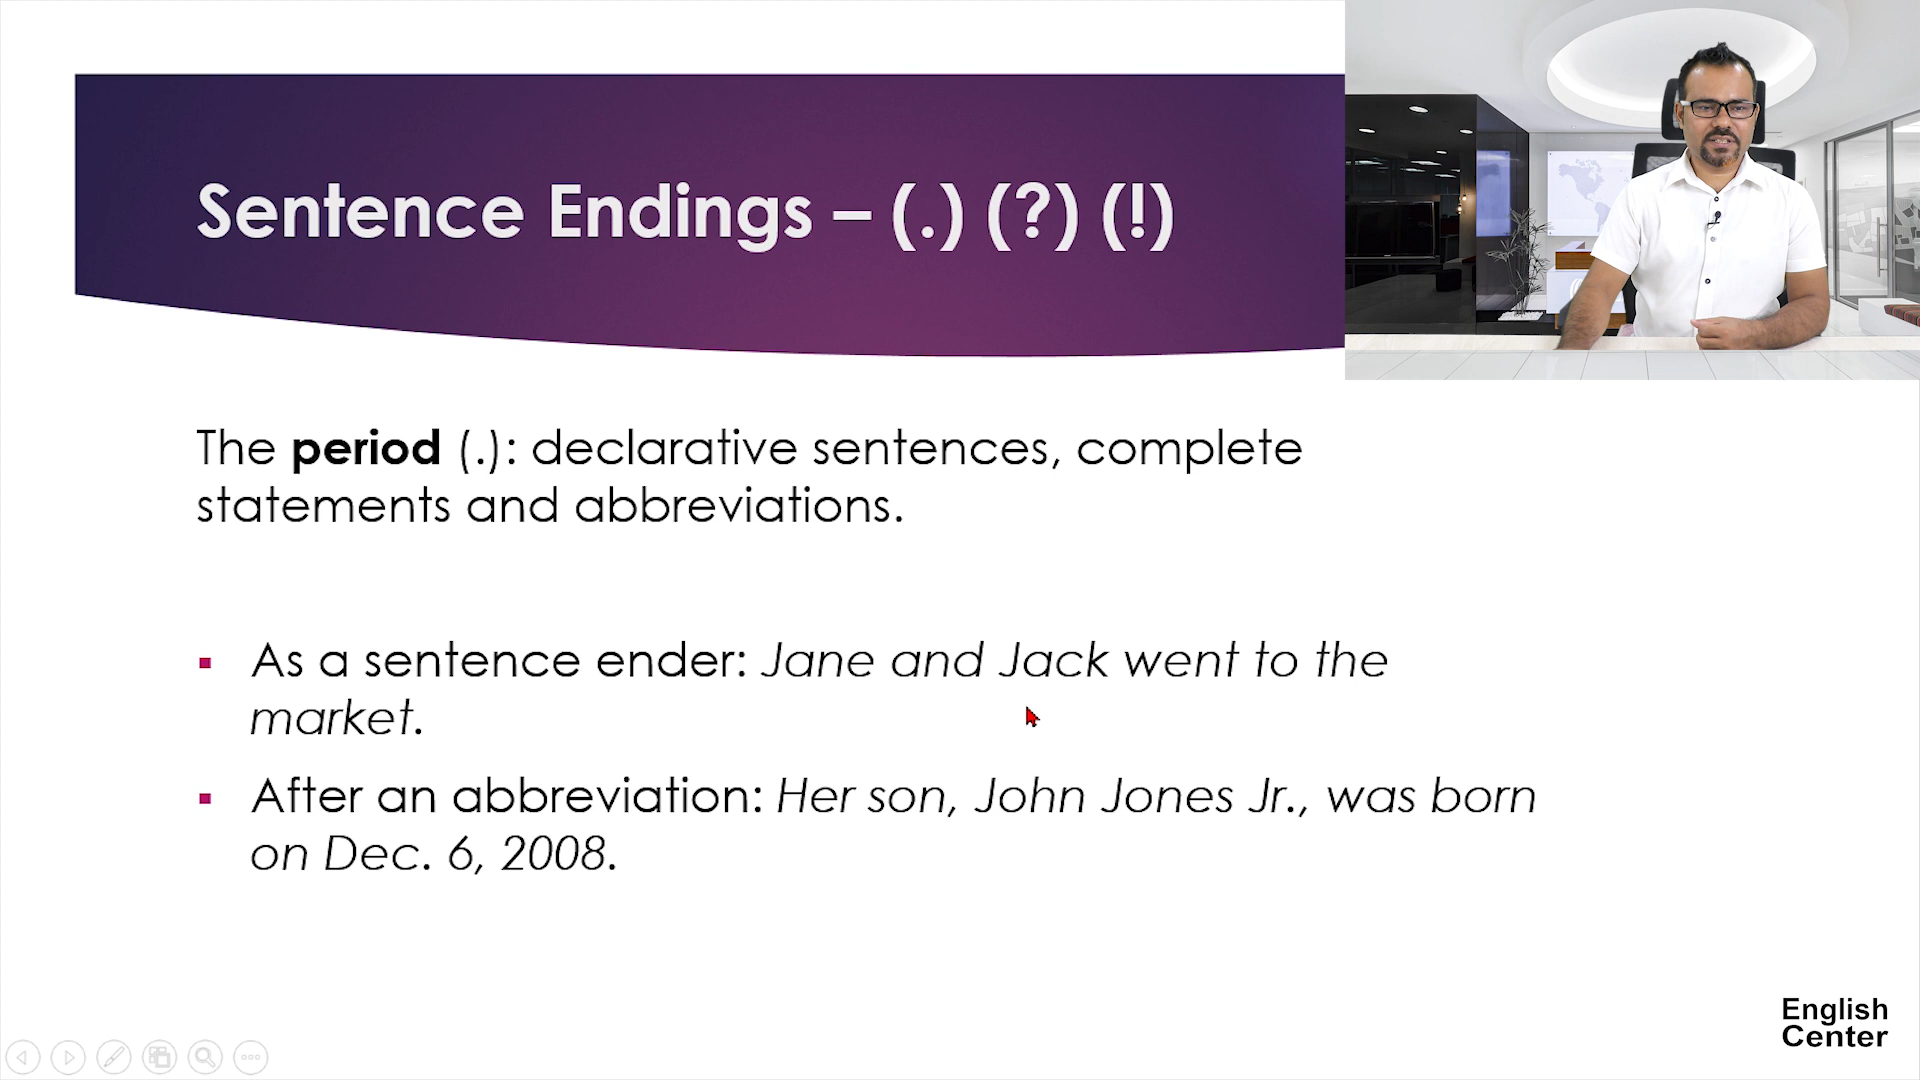 Sentence Endings – (.) (?) (!)
The period (.): declarative sentences, complete
statements and abbreviations.
▪ As a sentence ender: Jane and Jack went to the
market.
▪ After an abbreviation: Her son, John Jones Jr., was born
on Dec. 6, 2008.
English
Center